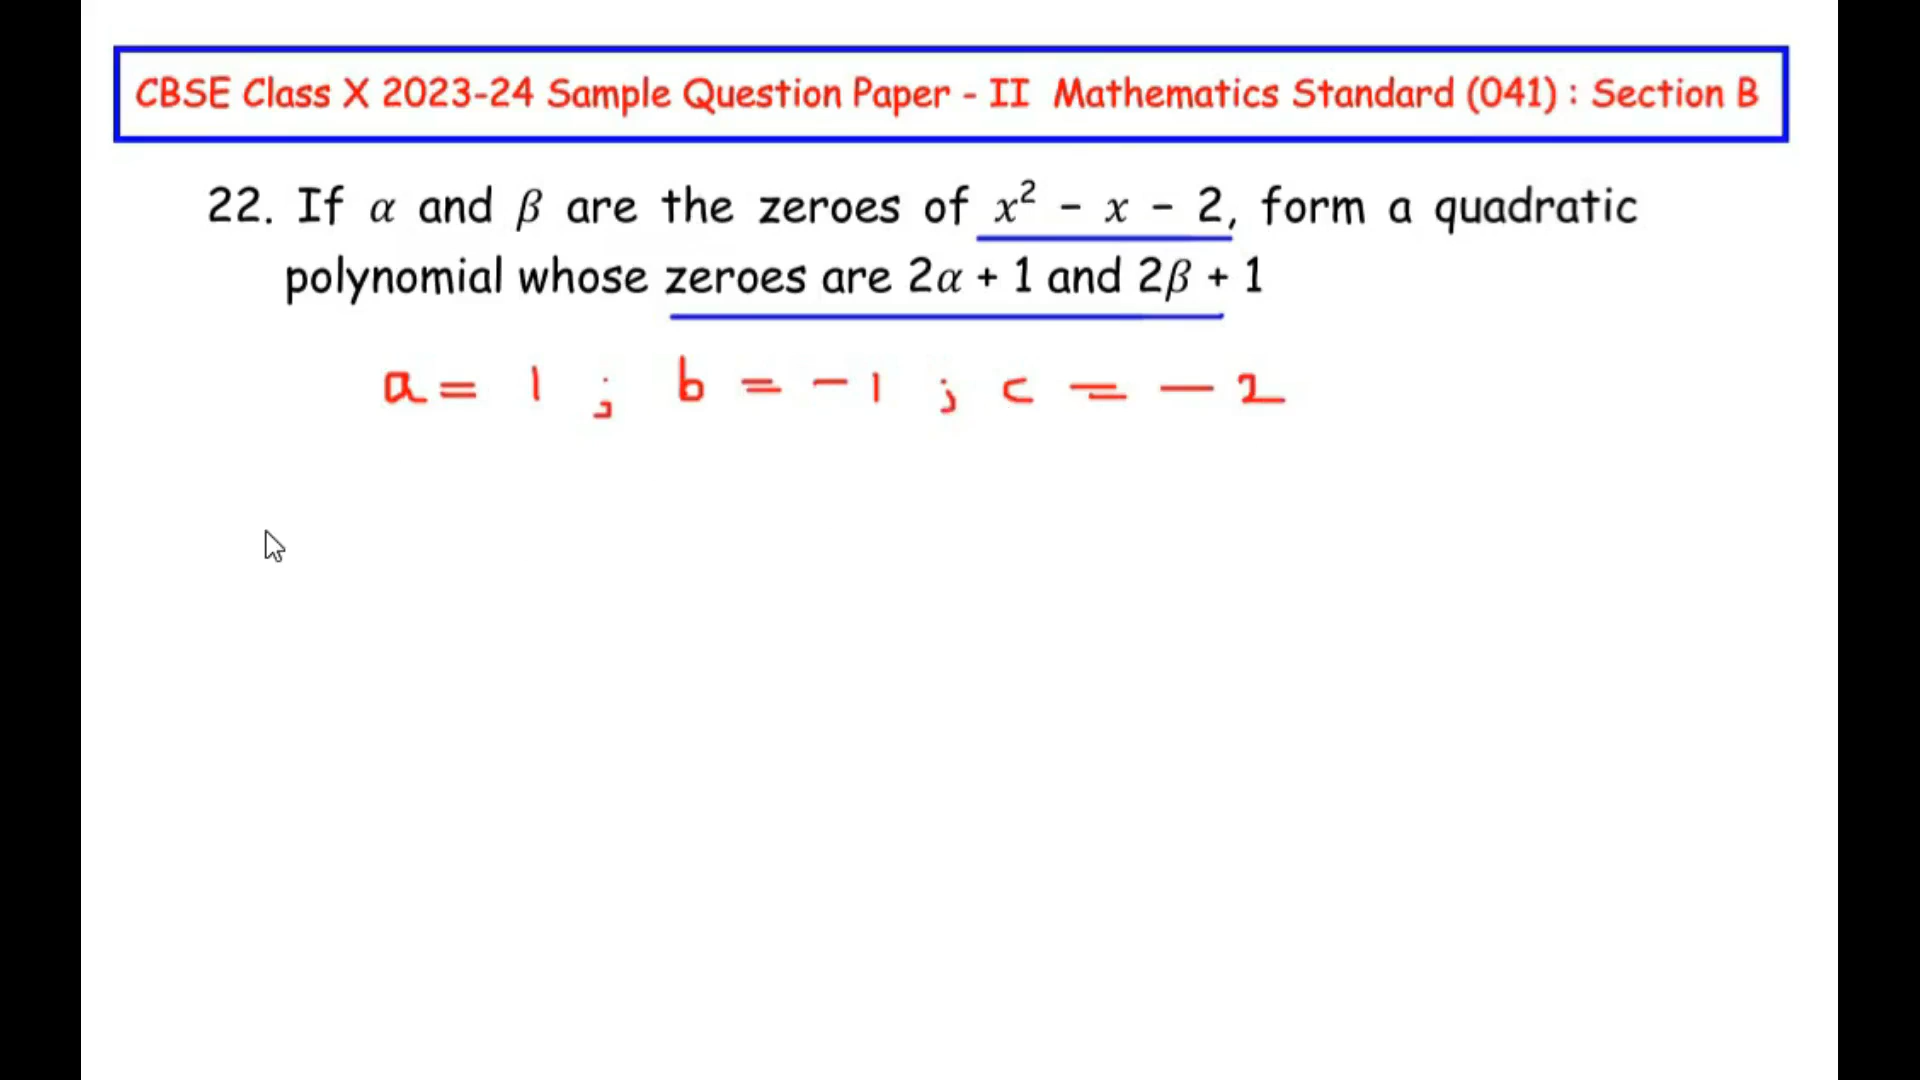 CBSE Class X 2023-24 Sample Question Paper - II Mathematics Standard (041) : Section B
22. If α and β are the zeroes of x² - x - 2, form a quadratic
polynomial whose zeroes are 2α + 1 and 2β + 1
a = 1 ; b = -1 ; c = -2